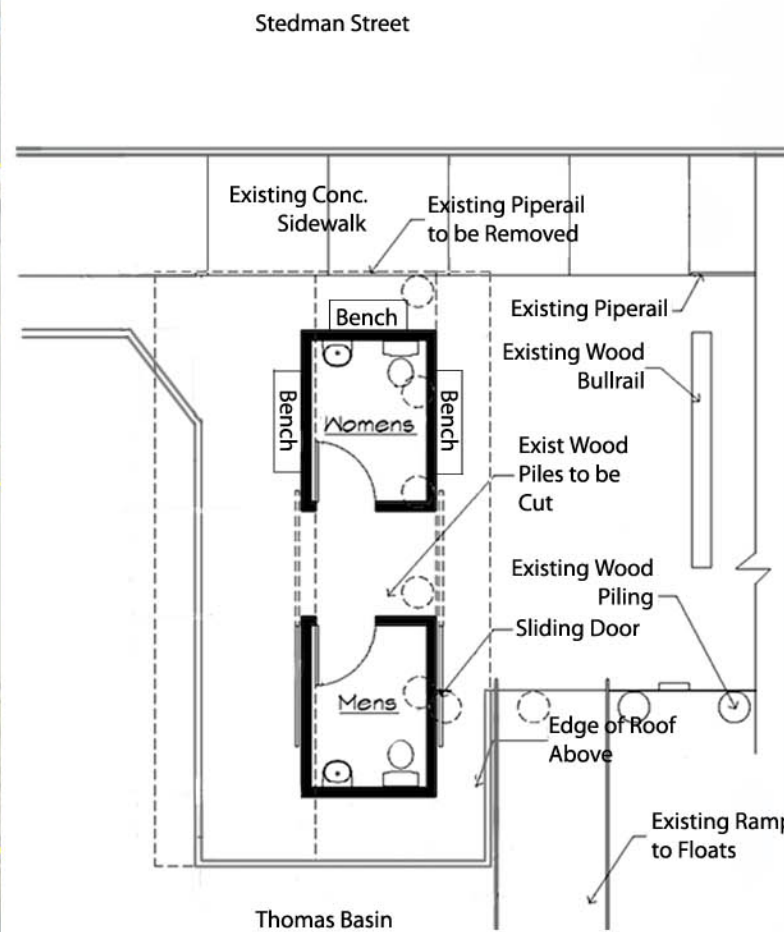 Stedman Street
Existing Conc.
Sidewalk
Existing Piperail
to be Removed
Existing Piperail
Bench
Existing Wood
Bullrail
Bench
Womens
Bench
Exist Wood
Piles to be
Cut
Existing Wood
Piling
Sliding Door
Mens
Edge of Roof
Above
Existing Ramp
to Floats
Thomas Basin